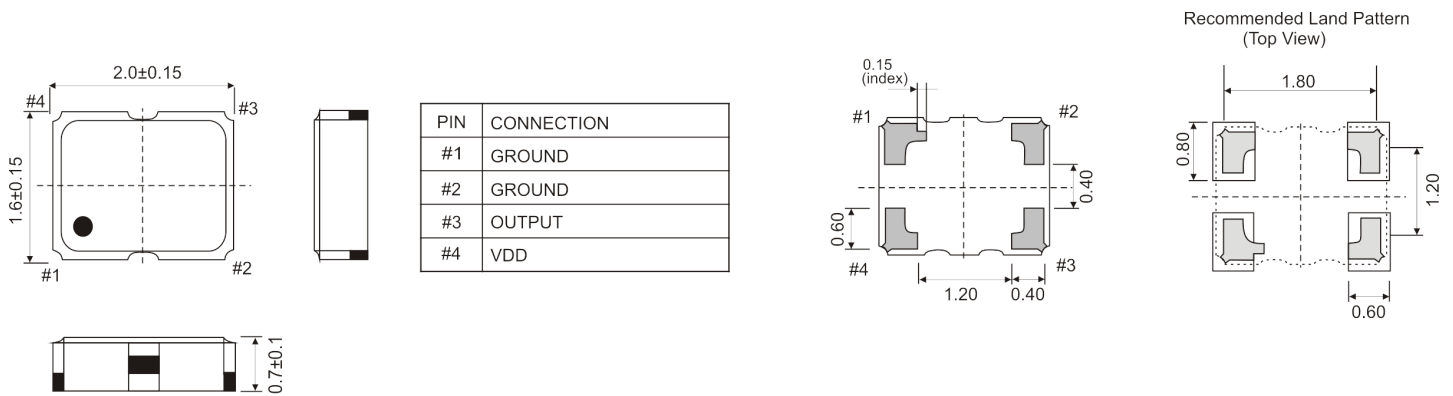 2.0±0.15
#4
#3
1.6±0.15
#1
#2
0.7±0.1
PIN CONNECTION
#1 GROUND
#2 GROUND
#3 OUTPUT
#4 VDD
0.15
(index)
#1
#2
0.40
0.60
#4
#3
1.20
0.40
Recommended Land Pattern
(Top View)
1.80
0.80
1.20
0.60